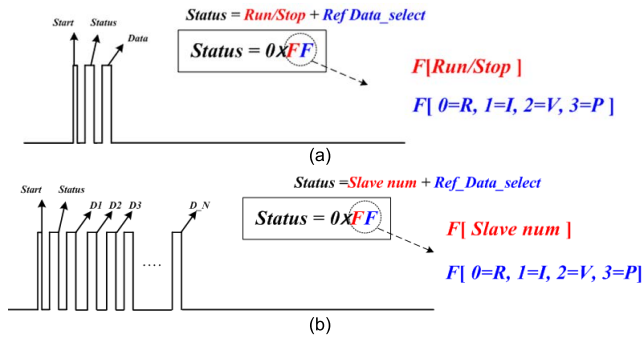 Status = Run/Stop + Ref Data_select
Start
Status
Data
Status = 0xFF
F[Run/Stop ]
F[ 0=R, 1=I, 2=V, 3=P ]
(a)
Status =Slave num + Ref_Data_select
Start
Status
D1
D2
D3
D_N
Status = 0xFF
F[ Slave num ]
F[ 0=R, 1=I, 2=V, 3=P]
....
(b)